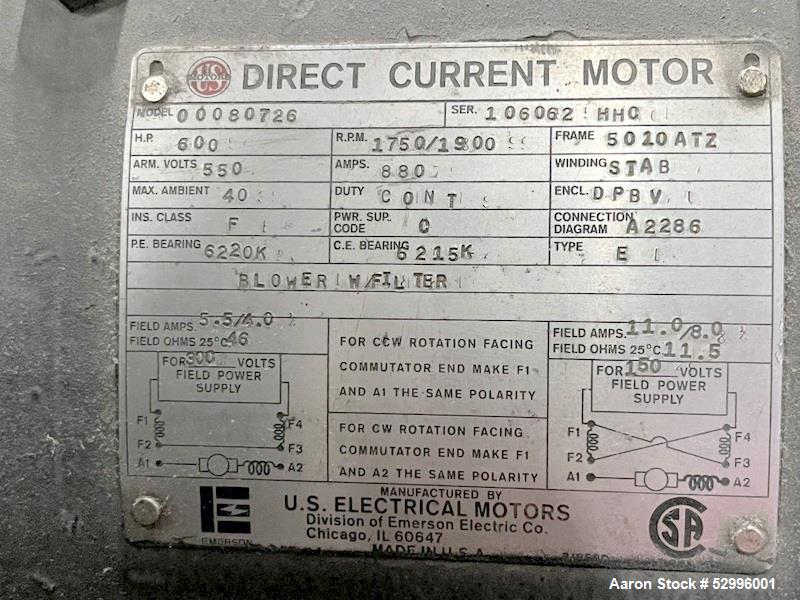 US MOTORS DIRECT CURRENT MOTOR
MODEL 00080726 SER. 106062 HHC
H.P. 600 R.P.M. 1750/1900 FRAME 5010ATZ
ARM. VOLTS 550 AMPS. 880 WINDING STAB
MAX. AMBIENT 40 DUTY CONT ENCL. DPBV
INS. CLASS F PWR. SUP. CODE C CONNECTION DIAGRAM A2286
P.E. BEARING 6220K C.E. BEARING 6215K TYPE E
BLOWER W/FILTER
FIELD AMPS. 5.5/4.0
FIELD OHMS 25°C. 46
FOR 300 VOLTS
FIELD POWER
SUPPLY
F1 F4
F2 F3
A1 A2
FOR CCW ROTATION FACING
COMMUTATOR END MAKE F1
AND A1 THE SAME POLARITY
FOR CW ROTATION FACING
COMMUTATOR END MAKE F1
AND A2 THE SAME POLARITY
FIELD AMPS. 11.0/8.0
FIELD OHMS 25°C. 11.5
FOR 150 VOLTS
FIELD POWER
SUPPLY
F1 F4
F2 F3
A1 A2
MANUFACTURED BY
U.S. ELECTRICAL MOTORS
Division of Emerson Electric Co.
Chicago, IL 60647
MADE IN U.S.A.
EMERSON
CSA
Aaron Stock # 52996001